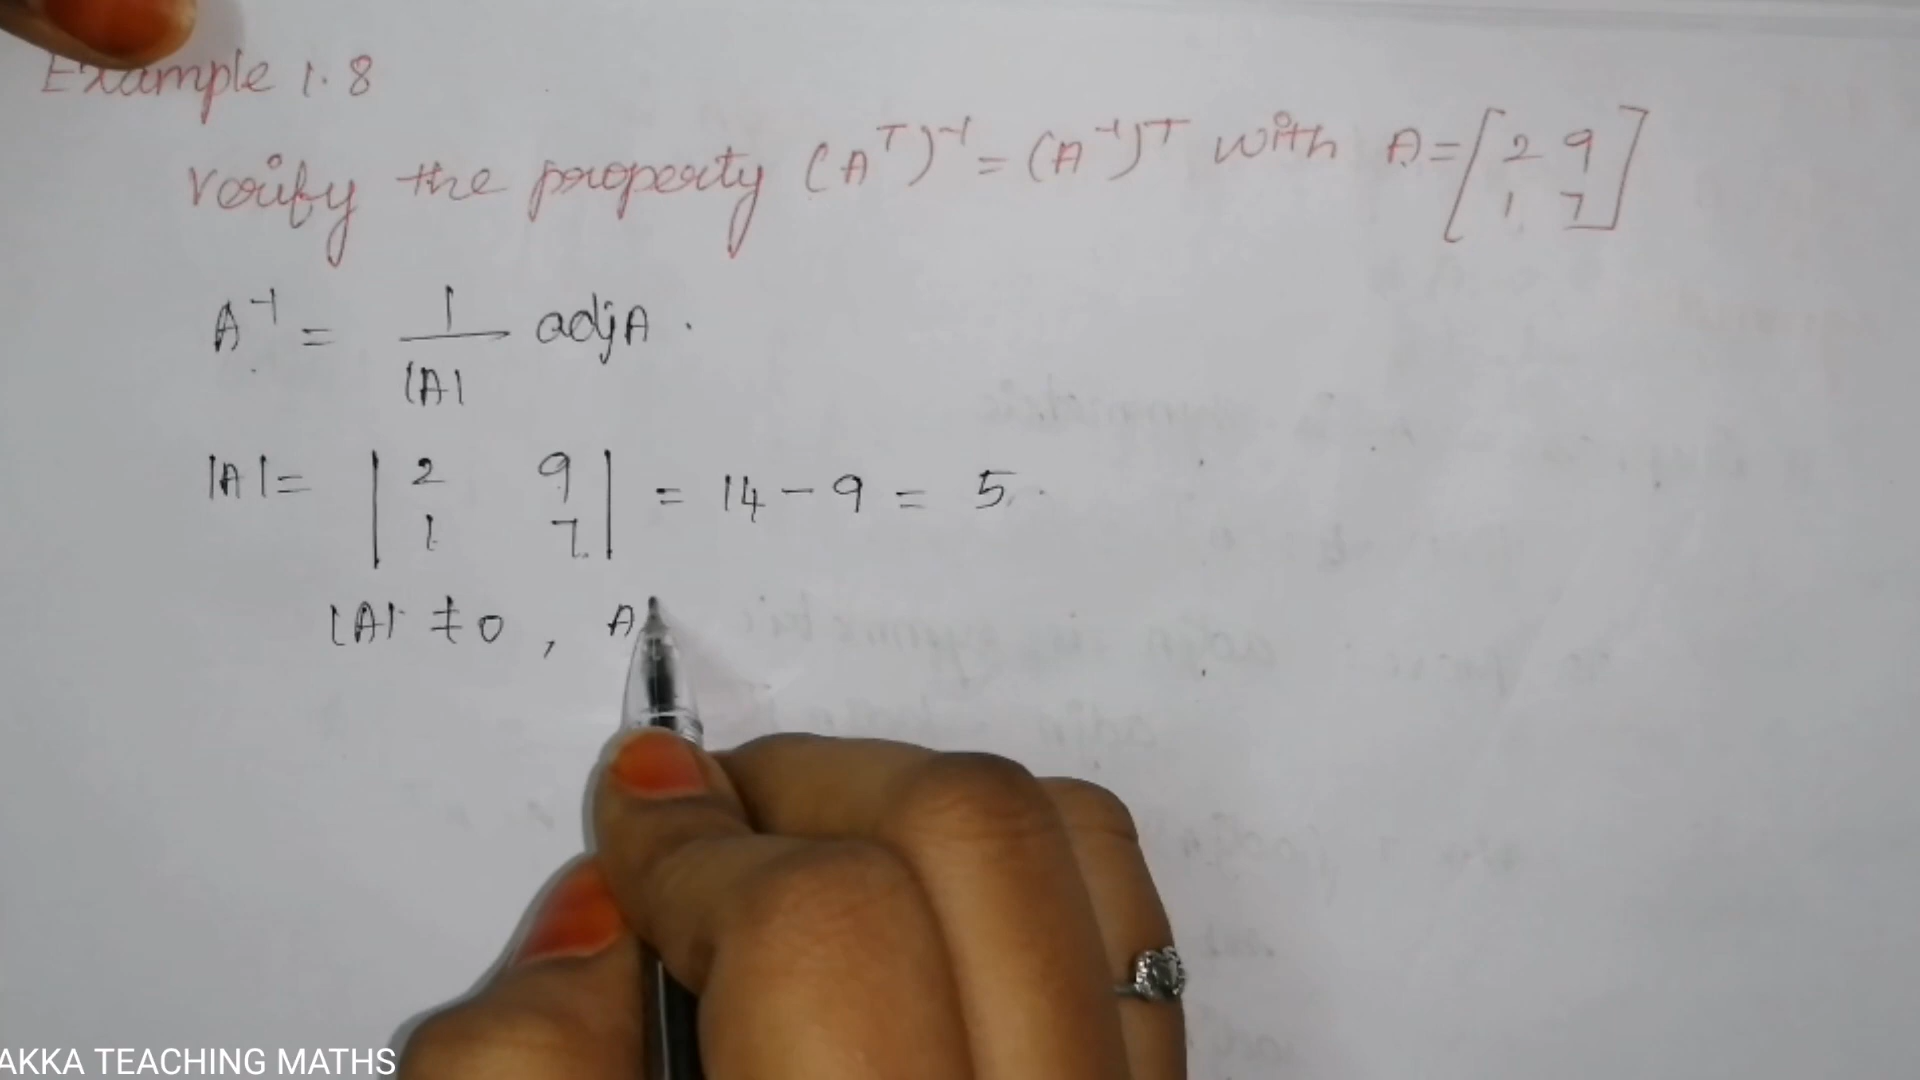 Example 1.8
Verify the property (Aᵀ)⁻¹ = (A⁻¹)ᵀ with A = [2 9
1 7]
A⁻¹ = 1/|A| adjA.
|A| = |2 9
1 7| = 14 - 9 = 5.
|A| ≠ 0, A
AKKA TEACHING MATHS